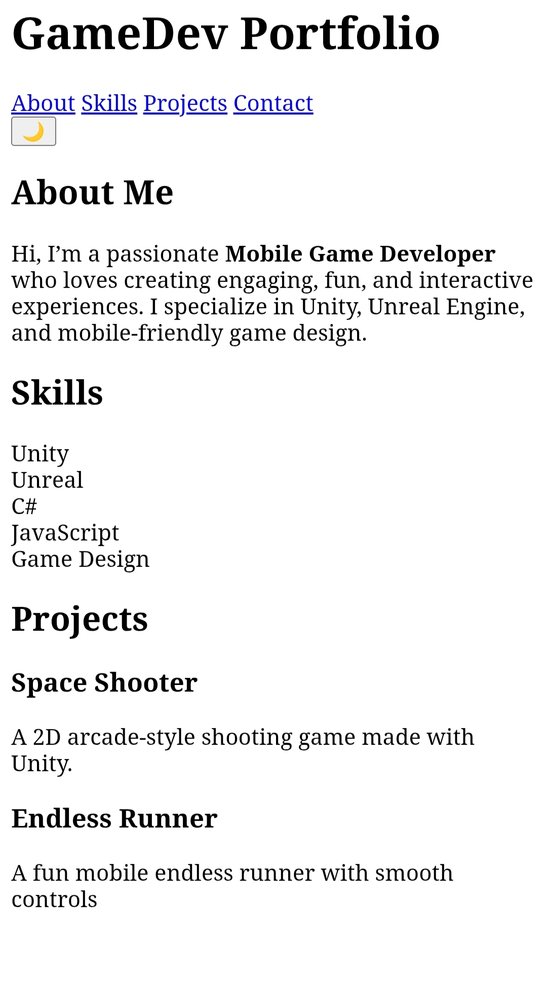 GameDev Portfolio
About Skills Projects Contact
🌙
About Me
Hi, I’m a passionate Mobile Game Developer
who loves creating engaging, fun, and interactive
experiences. I specialize in Unity, Unreal Engine,
and mobile-friendly game design.
Skills
Unity
Unreal
C#
JavaScript
Game Design
Projects
Space Shooter
A 2D arcade-style shooting game made with
Unity.
Endless Runner
A fun mobile endless runner with smooth
controls